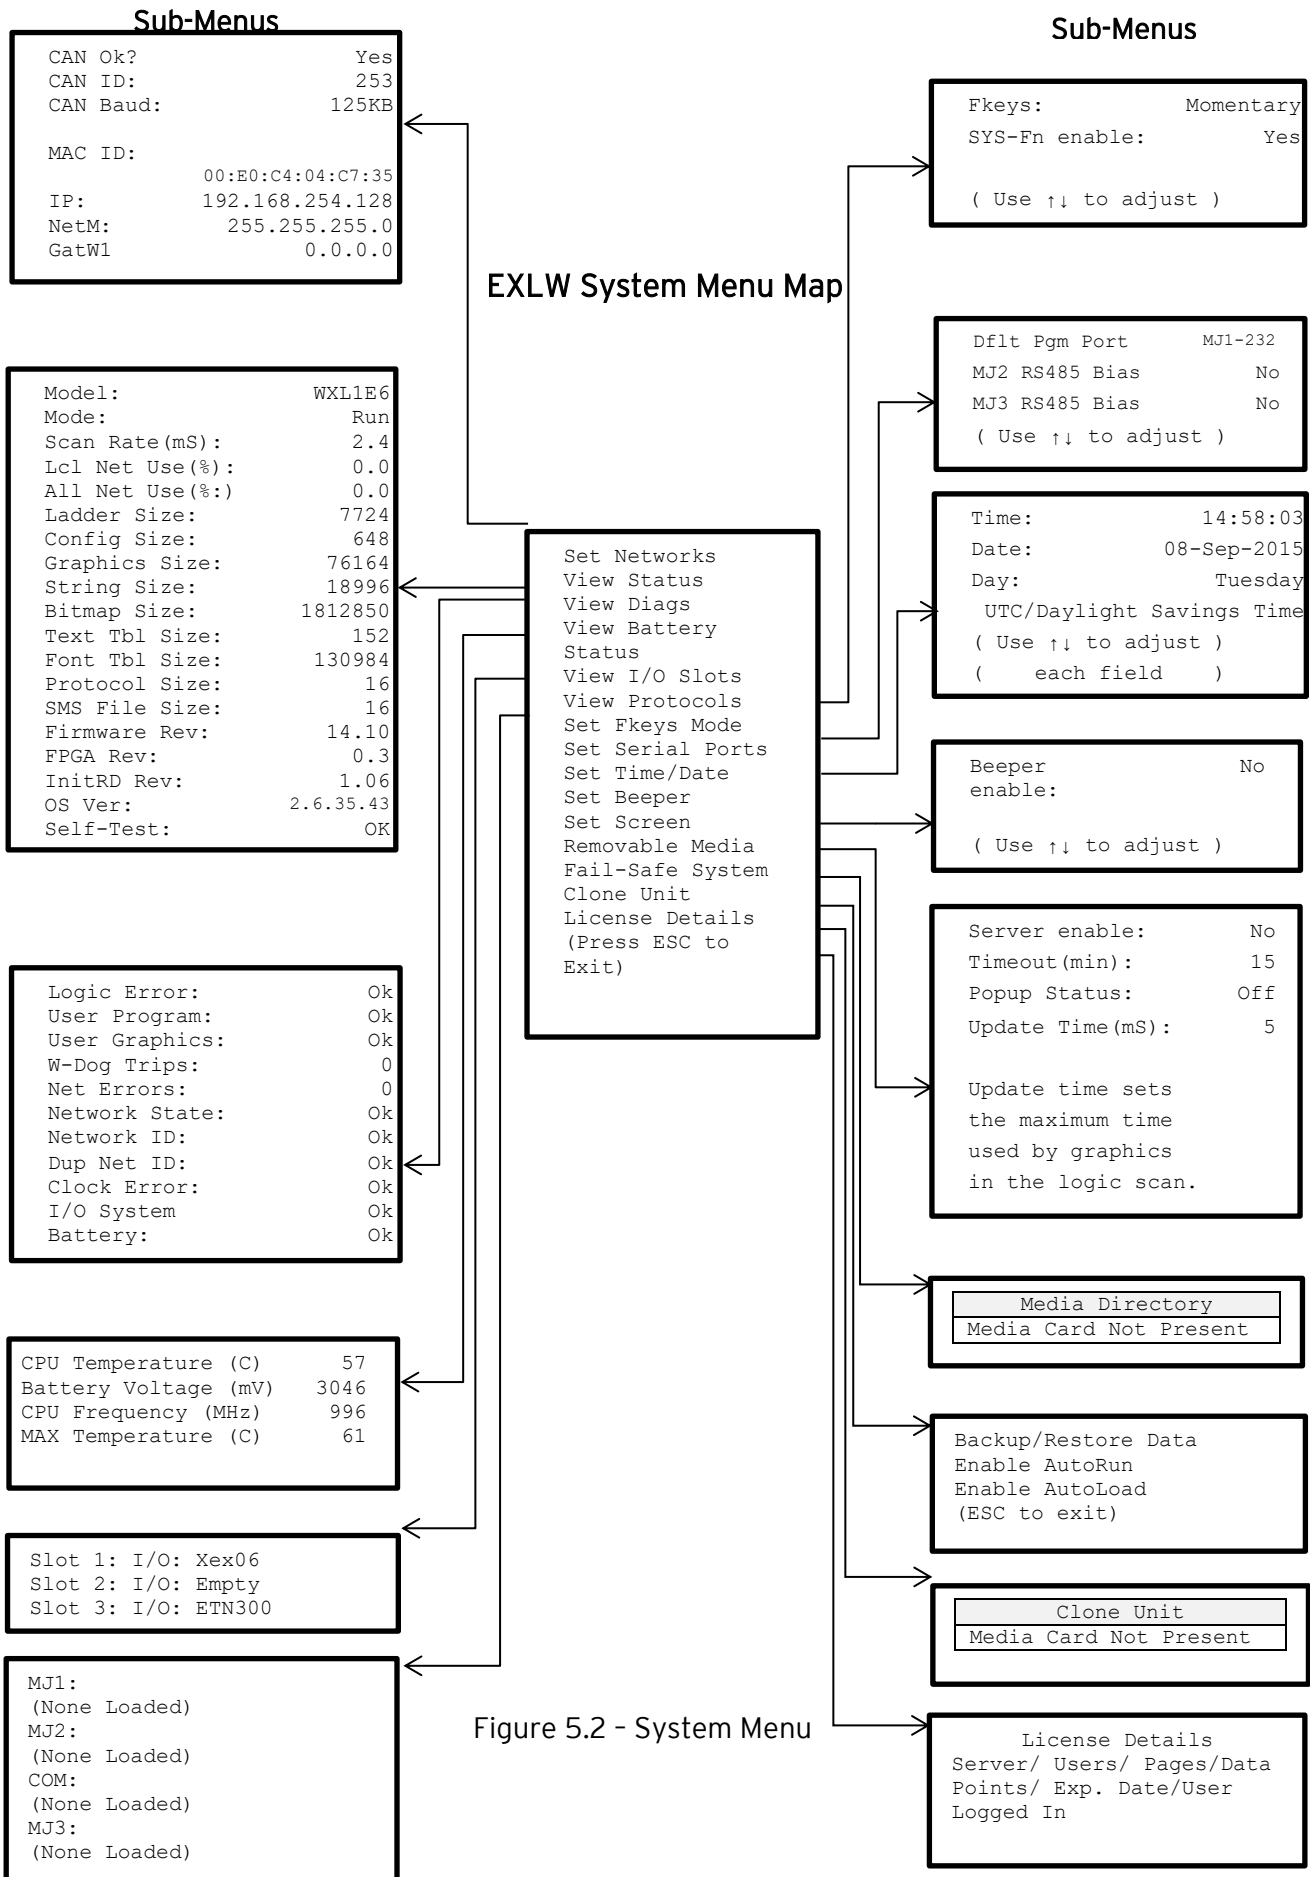 Sub-Menus
CAN Ok? Yes
CAN ID: 253
CAN Baud: 125KB
MAC ID:
00:E0:C4:04:C7:35
IP: 192.168.254.128
NetM: 255.255.255.0
GatW1 0.0.0.0
Model: WXL1E6
Mode: Run
Scan Rate(mS): 2.4
Lcl Net Use(%): 0.0
All Net Use(%:) 0.0
Ladder Size: 7724
Config Size: 648
Graphics Size: 76164
String Size: 18996
Bitmap Size: 1812850
Text Tbl Size: 152
Font Tbl Size: 130984
Protocol Size: 16
SMS File Size: 16
Firmware Rev: 14.10
FPGA Rev: 0.3
InitRD Rev: 1.06
OS Ver: 2.6.35.43
Self-Test: OK
Logic Error: Ok
User Program: Ok
User Graphics: Ok
W-Dog Trips: 0
Net Errors: 0
Network State: Ok
Network ID: Ok
Dup Net ID: Ok
Clock Error: Ok
I/O System Ok
Battery: Ok
CPU Temperature (C) 57
Battery Voltage (mV) 3046
CPU Frequency (MHz) 996
MAX Temperature (C) 61
Slot 1: I/O: Xex06
Slot 2: I/O: Empty
Slot 3: I/O: ETN300
MJ1:
(None Loaded)
MJ2:
(None Loaded)
COM:
(None Loaded)
MJ3:
(None Loaded)
EXLW System Menu Map
Set Networks
View Status
View Diags
View Battery
Status
View I/O Slots
View Protocols
Set Fkeys Mode
Set Serial Ports
Set Time/Date
Set Beeper
Set Screen
Removable Media
Fail-Safe System
Clone Unit
License Details
(Press ESC to
Exit)
Figure 5.2 – System Menu
Sub-Menus
Fkeys: Momentary
SYS-Fn enable: Yes
( Use ↑↓ to adjust )
Dflt Pgm Port MJ1-232
MJ2 RS485 Bias No
MJ3 RS485 Bias No
( Use ↑↓ to adjust )
Time: 14:58:03
Date: 08-Sep-2015
Day: Tuesday
UTC/Daylight Savings Time
( Use ↑↓ to adjust )
( each field )
Beeper No
enable:
( Use ↑↓ to adjust )
Server enable: No
Timeout(min): 15
Popup Status: Off
Update Time(mS): 5
Update time sets
the maximum time
used by graphics
in the logic scan.
Media Directory
Media Card Not Present
Backup/Restore Data
Enable AutoRun
Enable AutoLoad
(ESC to exit)
Clone Unit
Media Card Not Present
License Details
Server/ Users/ Pages/Data
Points/ Exp. Date/User
Logged In